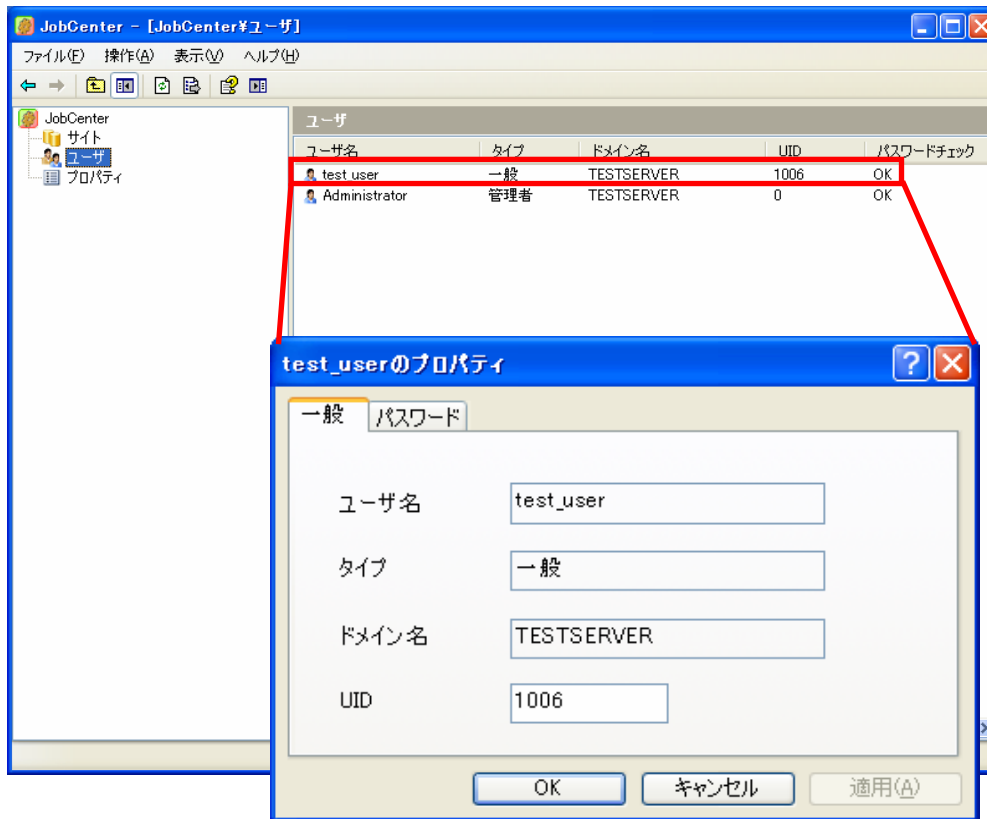 JobCenter - [JobCenter¥ユーザ]
ファイル(F) 操作(A) 表示(V) ヘルプ(H)
JobCenter
サイト
ユーザ
プロパティ
ユーザ
ユーザ名 タイプ ドメイン名 UID パスワードチェック
test_user 一般 TESTSERVER 1006 OK
Administrator 管理者 TESTSERVER 0 OK
test_userのプロパティ
一般 パスワード
ユーザ名 test_user
タイプ 一般
ドメイン名 TESTSERVER
UID 1006
OK キャンセル 適用(A)